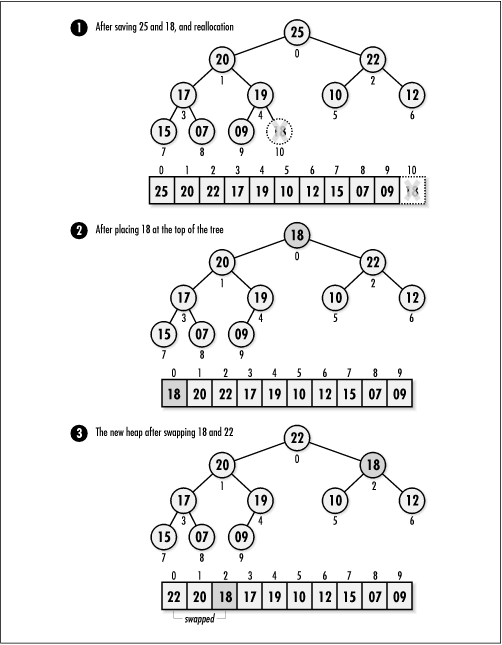 1 After saving 25 and 18, and reallocation
25
0
20 22
1 2
17 19 10 12
3 4 5 6
15 07 09
7 8 9 10
0 1 2 3 4 5 6 7 8 9 10
25 20 22 17 19 10 12 15 07 09
2 After placing 18 at the top of the tree
18
0
20 22
1 2
17 19 10 12
3 4 5 6
15 07 09
7 8 9
0 1 2 3 4 5 6 7 8 9
18 20 22 17 19 10 12 15 07 09
3 The new heap after swapping 18 and 22
22
0
20 18
1 2
17 19 10 12
3 4 5 6
15 07 09
7 8 9
0 1 2 3 4 5 6 7 8 9
22 20 18 17 19 10 12 15 07 09
swapped